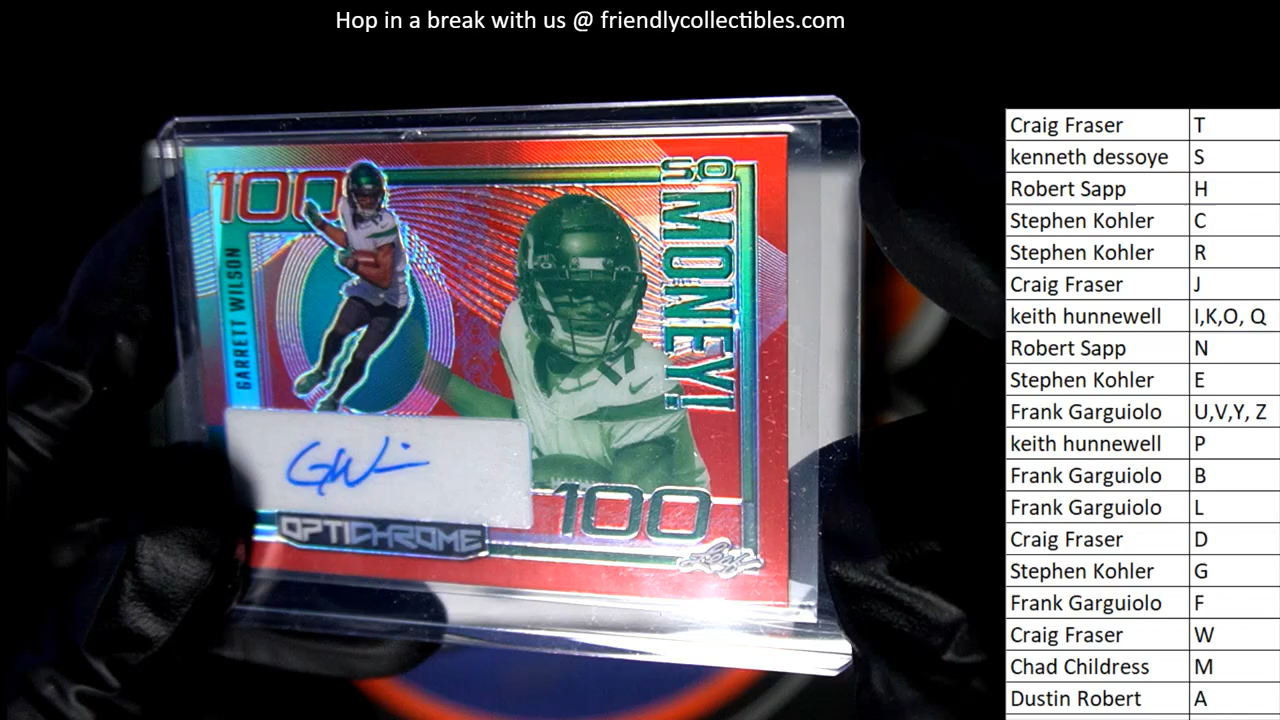 Hop in a break with us @ friendlycollectibles.com
100
GARRETT WILSON
SO MONEY!
GW
OPTICHROME
100
Leaf
Craig Fraser T
kenneth dessoye S
Robert Sapp H
Stephen Kohler C
Stephen Kohler R
Craig Fraser J
keith hunnewell I,K,O, Q
Robert Sapp N
Stephen Kohler E
Frank Garguiolo U,V,Y, Z
keith hunnewell P
Frank Garguiolo B
Frank Garguiolo L
Craig Fraser D
Stephen Kohler G
Frank Garguiolo F
Craig Fraser W
Chad Childress M
Dustin Robert A